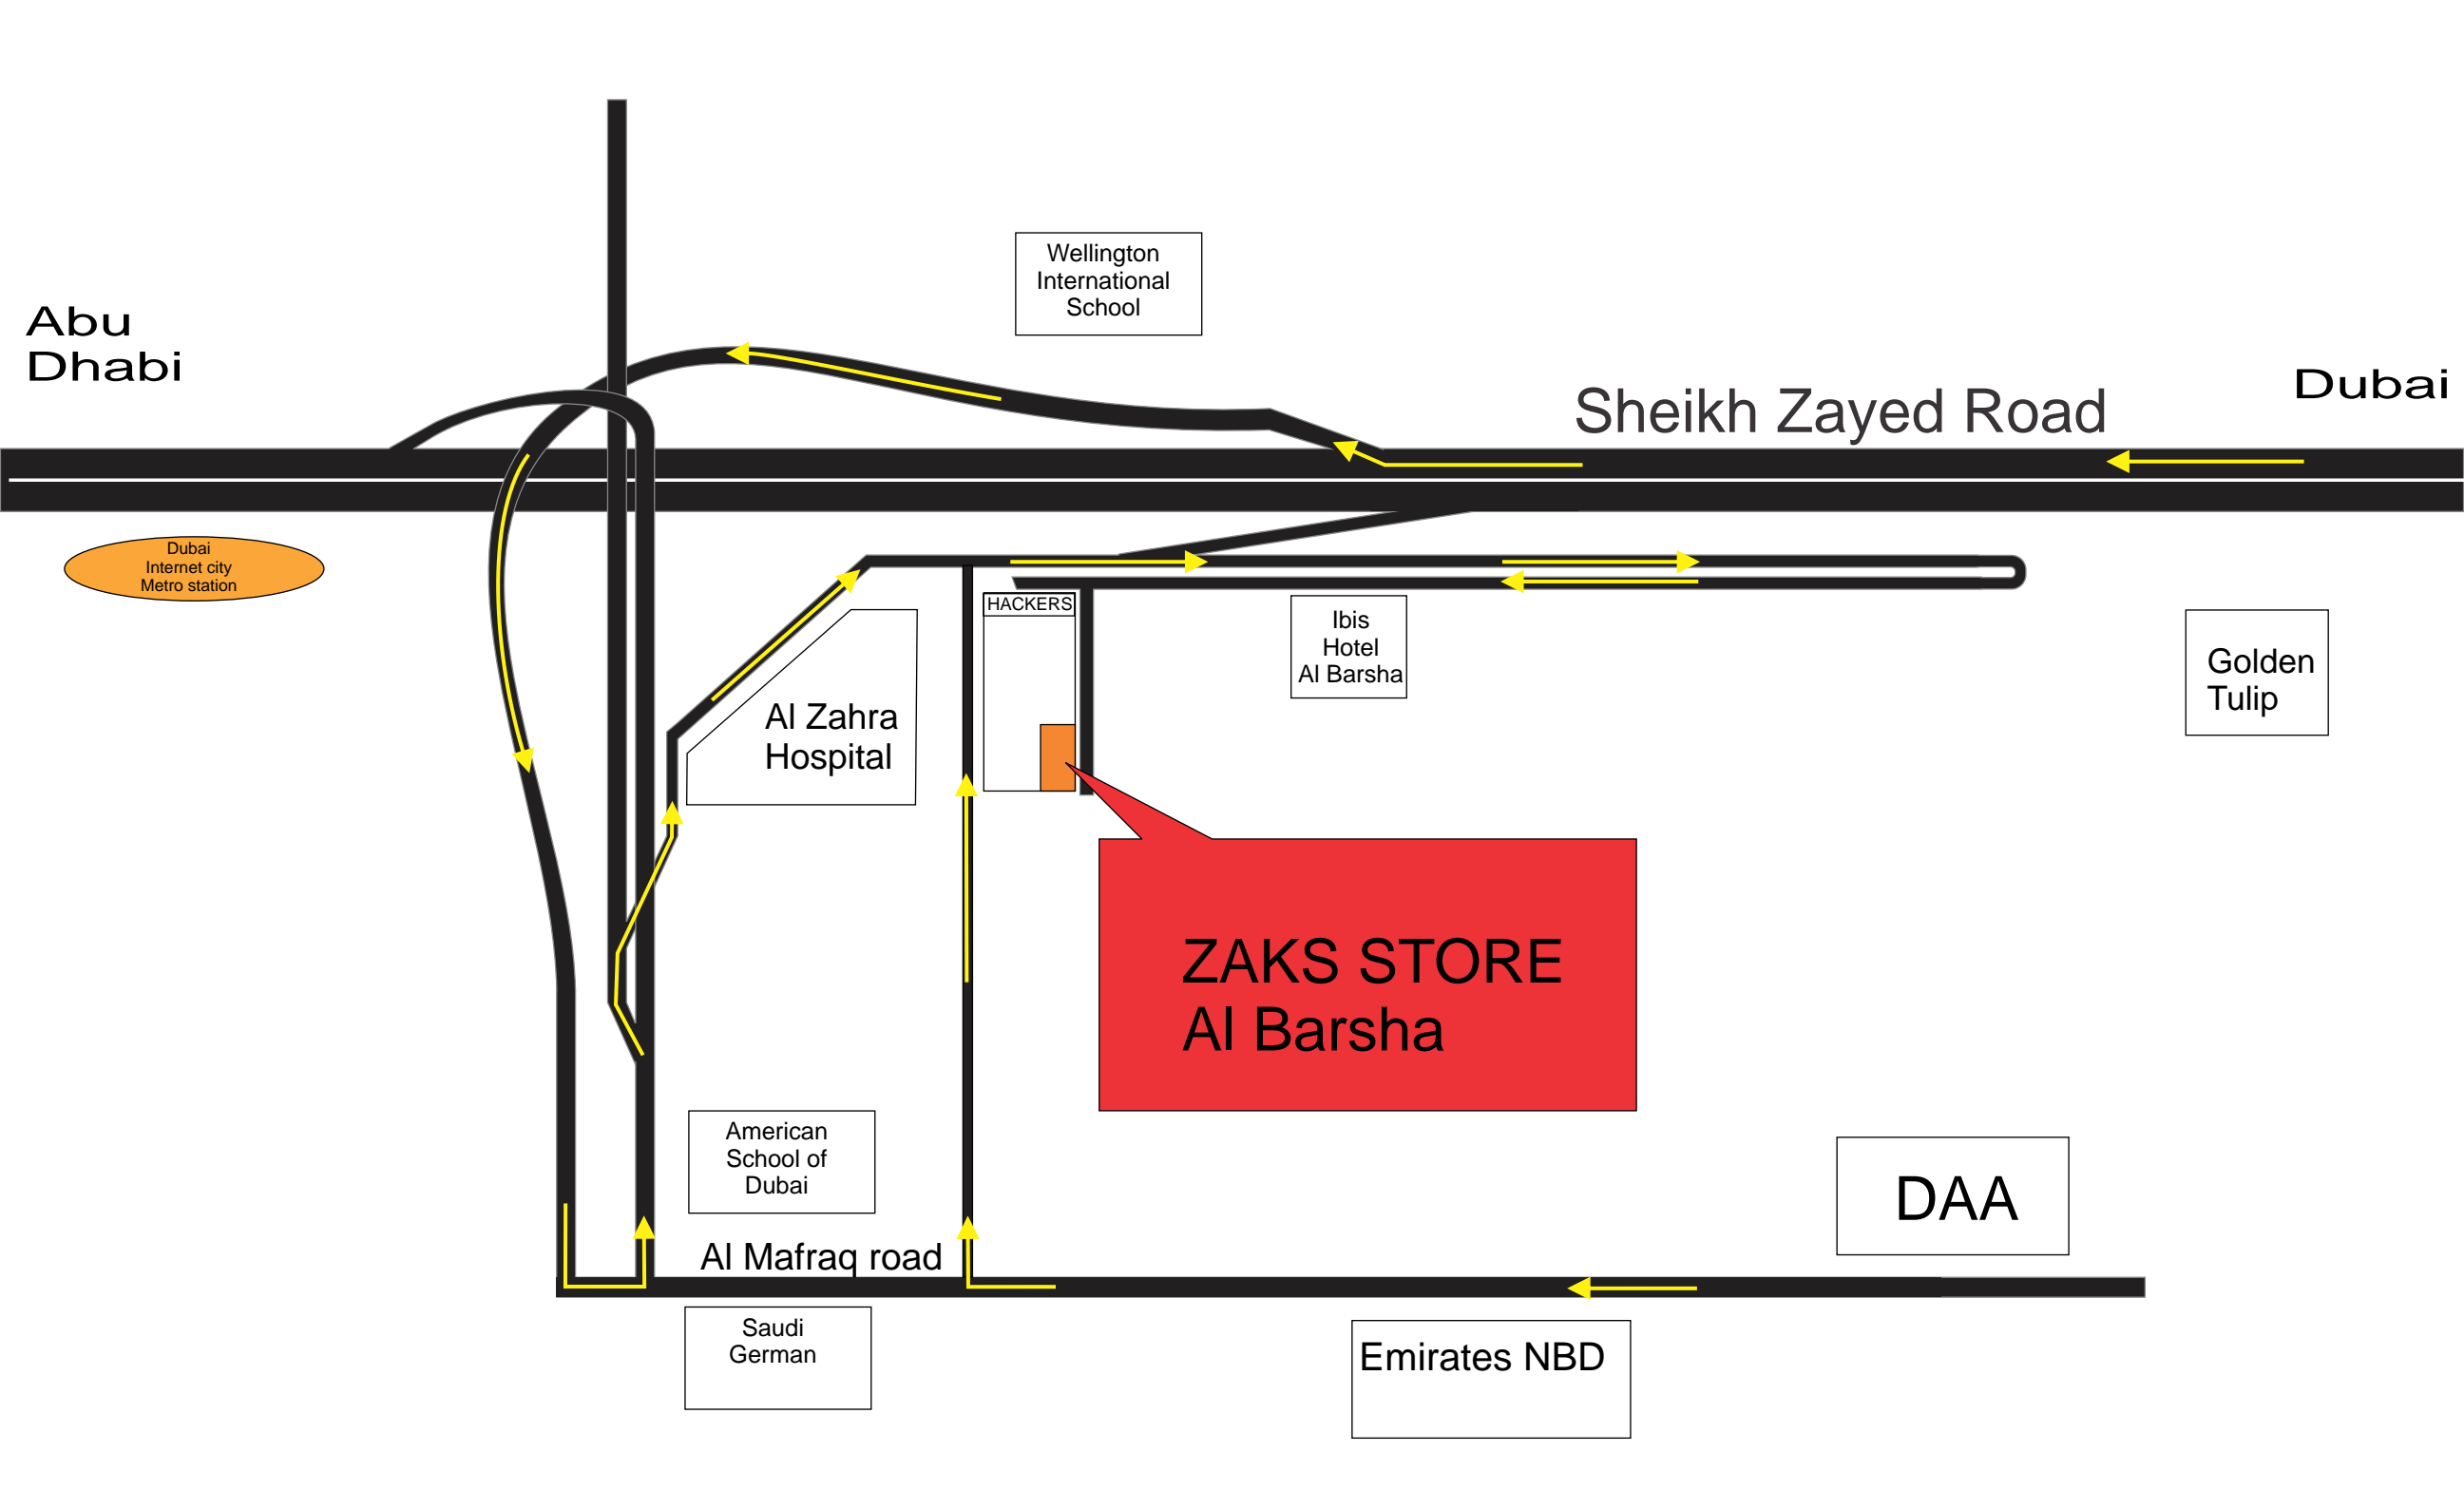 Wellington
International
School
Abu
Dhabi
Sheikh Zayed Road
Dubai
Dubai
Internet city
Metro station
HACKERS
Ibis
Hotel
Al Barsha
Golden
Tulip
Al Zahra
Hospital
ZAKS STORE
Al Barsha
American
School of
Dubai
DAA
Al Mafraq road
Saudi
German
Emirates NBD